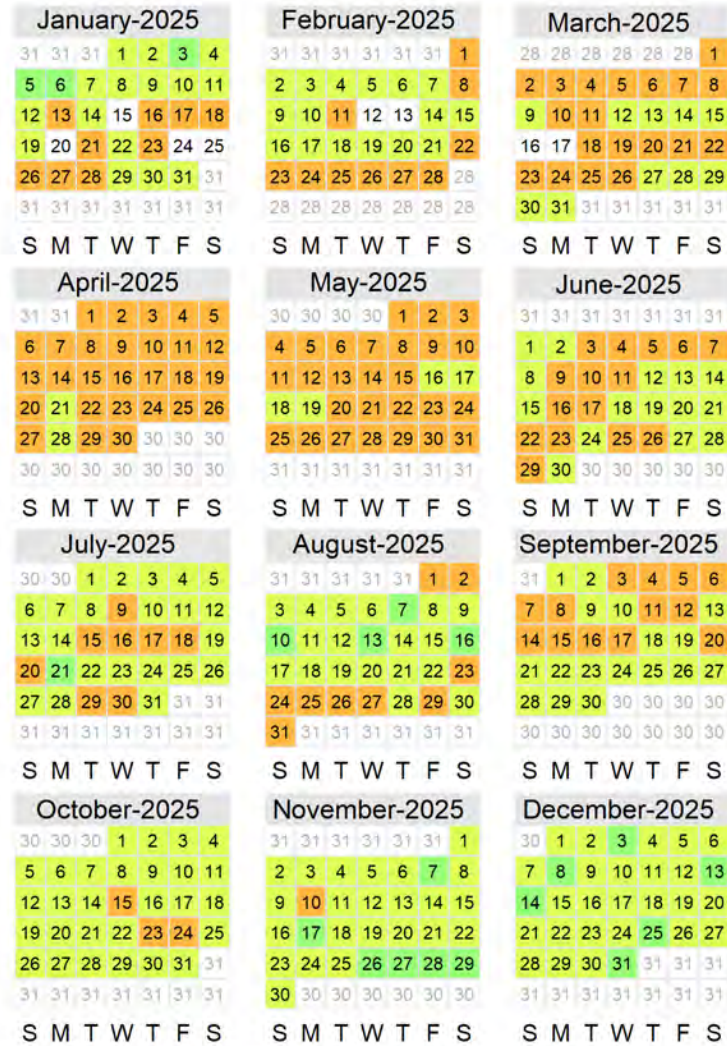 January-2025 February-2025 March-2025
31 31 31 1 2 3 4 31 31 31 31 31 31 1 28 28 28 28 28 28 1
5 6 7 8 9 10 11 2 3 4 5 6 7 8 2 3 4 5 6 7 8
12 13 14 15 16 17 18 9 10 11 12 13 14 15 9 10 11 12 13 14 15
19 20 21 22 23 24 25 16 17 18 19 20 21 22 16 17 18 19 20 21 22
26 27 28 29 30 31 31 23 24 25 26 27 28 28 23 24 25 26 27 28 29
31 31 31 31 31 31 31 28 28 28 28 28 28 28 30 31 31 31 31 31 31
S M T W T F S S M T W T F S S M T W T F S
April-2025 May-2025 June-2025
31 31 1 2 3 4 5 30 30 30 30 1 2 3 31 31 31 31 31 31 31
6 7 8 9 10 11 12 4 5 6 7 8 9 10 1 2 3 4 5 6 7
13 14 15 16 17 18 19 11 12 13 14 15 16 17 8 9 10 11 12 13 14
20 21 22 23 24 25 26 18 19 20 21 22 23 24 15 16 17 18 19 20 21
27 28 29 30 30 30 30 25 26 27 28 29 30 31 22 23 24 25 26 27 28
30 30 30 30 30 30 30 31 31 31 31 31 31 31 29 30 30 30 30 30 30
S M T W T F S S M T W T F S S M T W T F S
July-2025 August-2025 September-2025
30 30 1 2 3 4 5 31 31 31 31 31 1 2 31 1 2 3 4 5 6
6 7 8 9 10 11 12 3 4 5 6 7 8 9 7 8 9 10 11 12 13
13 14 15 16 17 18 19 10 11 12 13 14 15 16 14 15 16 17 18 19 20
20 21 22 23 24 25 26 17 18 19 20 21 22 23 21 22 23 24 25 26 27
27 28 29 30 31 31 31 24 25 26 27 28 29 30 28 29 30 30 30 30 30
31 31 31 31 31 31 31 31 31 31 31 31 31 31 30 30 30 30 30 30 30
S M T W T F S S M T W T F S S M T W T F S
October-2025 November-2025 December-2025
30 30 30 1 2 3 4 31 31 31 31 31 31 1 30 1 2 3 4 5 6
5 6 7 8 9 10 11 2 3 4 5 6 7 8 7 8 9 10 11 12 13
12 13 14 15 16 17 18 9 10 11 12 13 14 15 14 15 16 17 18 19 20
19 20 21 22 23 24 25 16 17 18 19 20 21 22 21 22 23 24 25 26 27
26 27 28 29 30 31 31 23 24 25 26 27 28 29 28 29 30 31 31 31 31
31 31 31 31 31 31 31 30 30 30 30 30 30 30 31 31 31 31 31 31 31
S M T W T F S S M T W T F S S M T W T F S